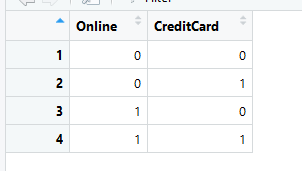 Filter
Online CreditCard
1 0 0
2 0 1
3 1 0
4 1 1